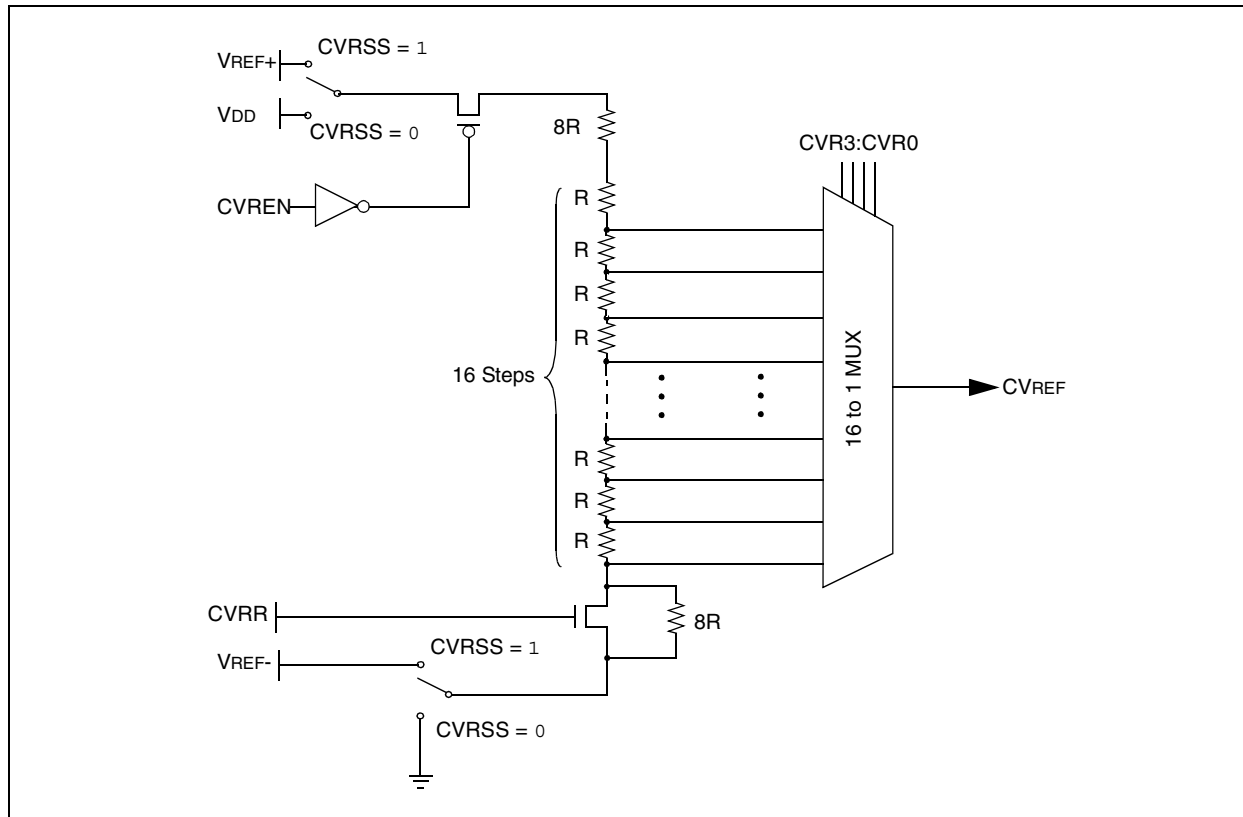 CVRSS = 1
VREF+
VDD
CVRSS = 0
8R
CVR3:CVR0
CVREN
R
R
R
R
16 Steps
16 to 1 MUX
CVREF
R
R
R
CVRR
8R
VREF-
CVRSS = 1
CVRSS = 0